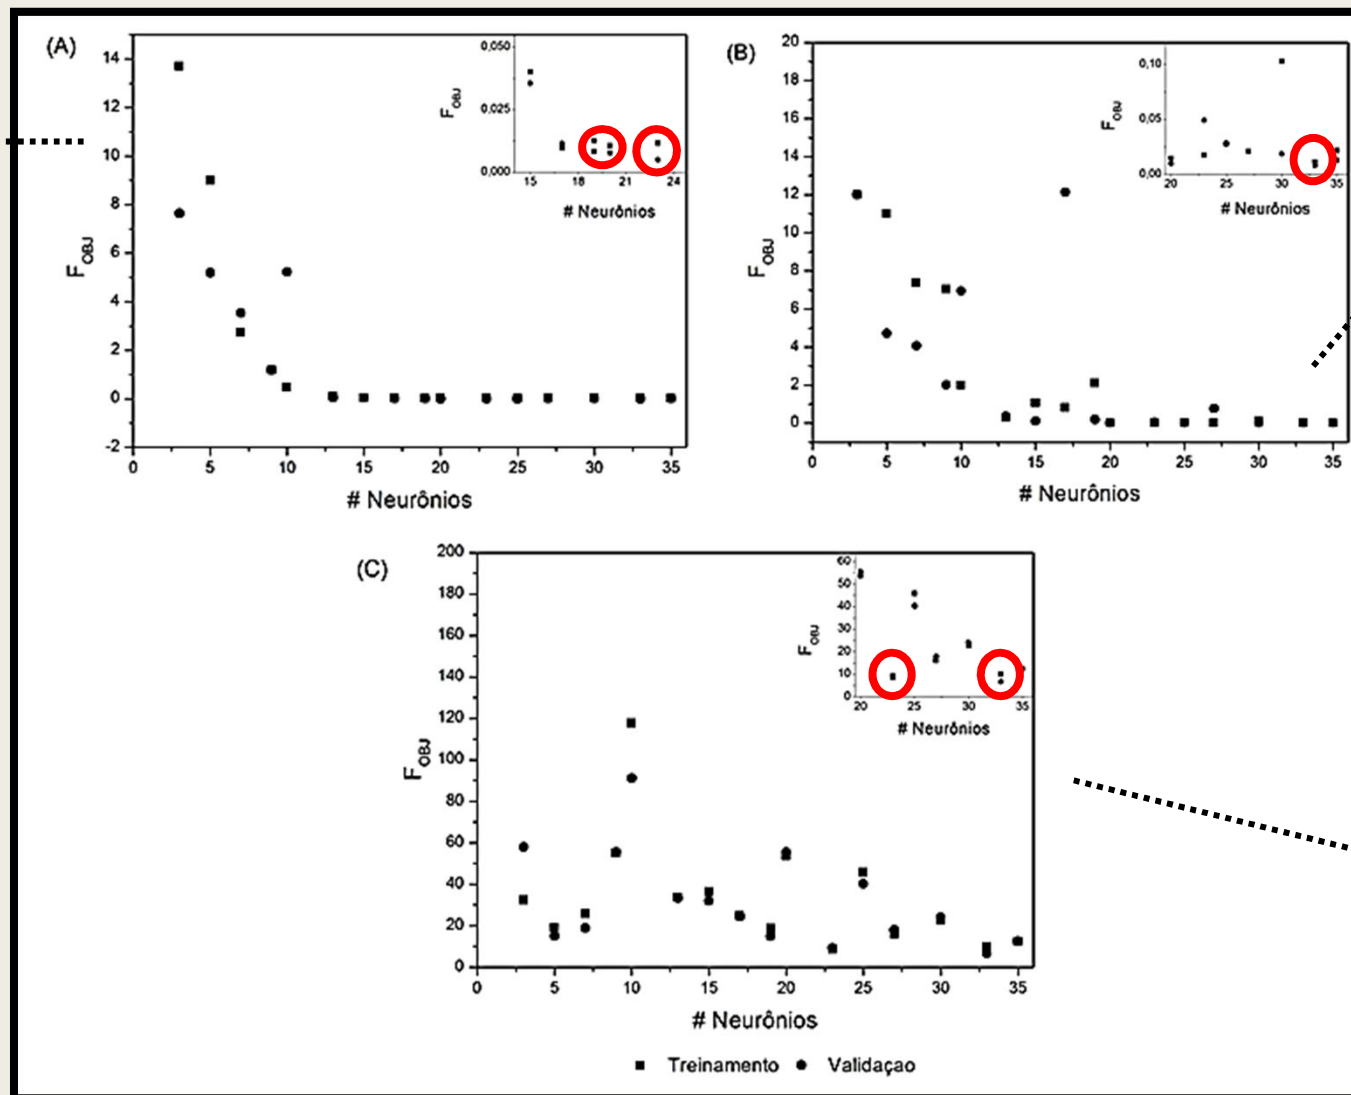 (A)
14
12
10
8
6
4
2
0
-2
F_OBJ
0 5 10 15 20 25 30 35
# Neurônios
0,050
0,025
0,000
F_OBJ
15 18 21 24
# Neurônios
(B)
20
18
16
14
12
10
8
6
4
2
0
F_OBJ
0 5 10 15 20 25 30 35
# Neurônios
0,10
0,05
0,00
F_OBJ
20 25 30 35
# Neurônios
(C)
200
180
160
140
120
100
80
60
40
20
0
F_OBJ
0 5 10 15 20 25 30 35
# Neurônios
60
50
40
30
20
10
0
F_OBJ
20 25 30 35
# Neurônios
Treinamento Validaçao